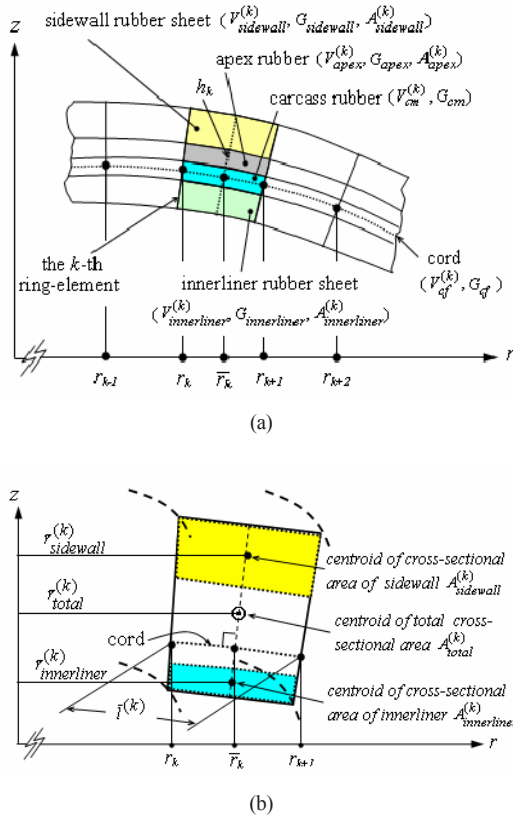 z
sidewall rubber sheet (V_sidewall^(k), G_sidewall, A_sidewall^(k))
apex rubber (V_apex^(k), G_apex, A_apex^(k))
h_k
carcass rubber (V_cm^(k), G_cm)
the k-th
ring-element
cord
(V_cf^(k), G_cf)
innerliner rubber sheet
(V_innerliner^(k), G_innerliner, A_innerliner^(k))
r
r_k-1
r_k
r̅_k
r_k+1
r_k+2
(a)
z
r_sidewall^(k)
centroid of cross-sectional
area of sidewall A_sidewall^(k)
r_total^(k)
centroid of total cross-
sectional area A_total^(k)
cord
r_innerliner^(k)
centroid of cross-sectional
area of innerliner A_innerliner^(k)
l̅^(k)
r
r_k
r̅_k
r_k+1
(b)